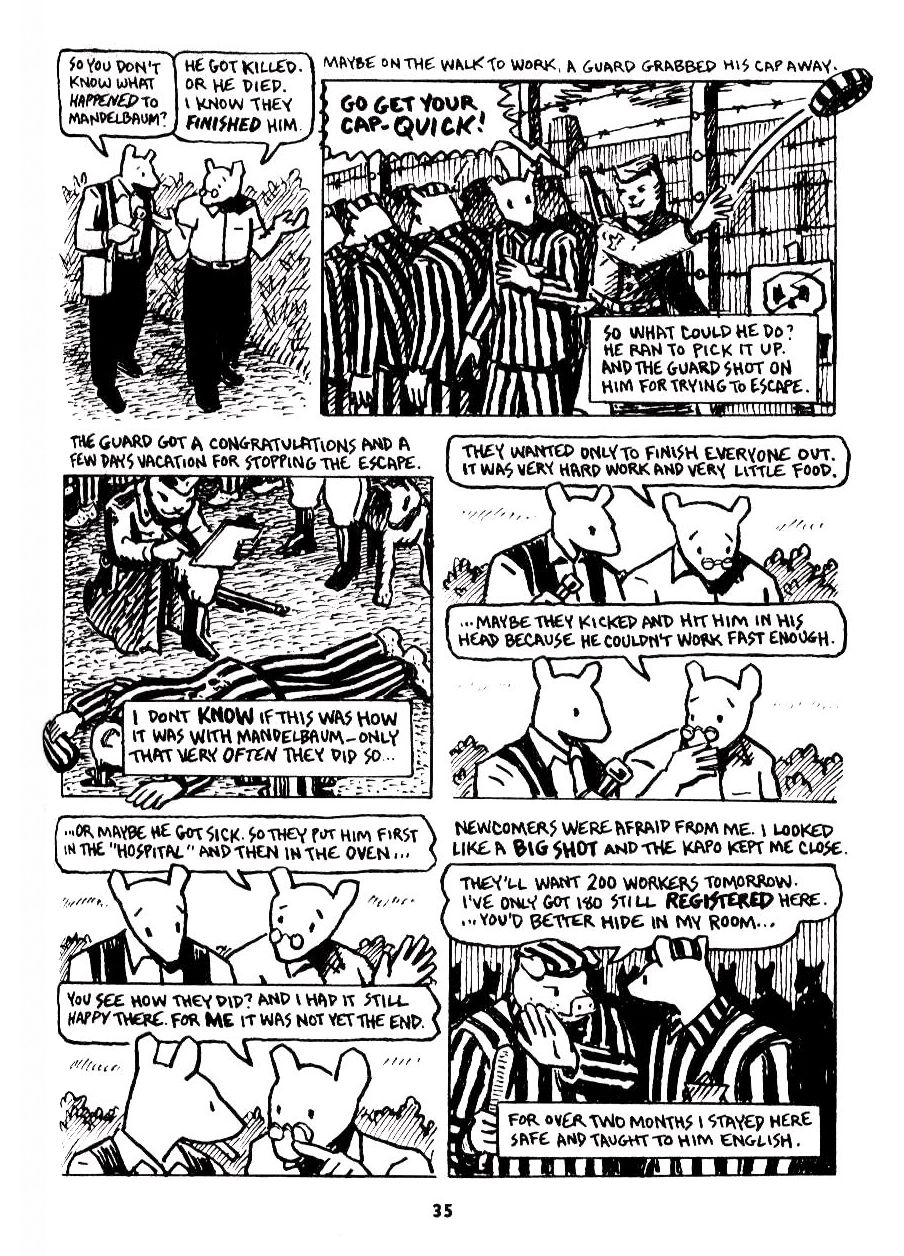 SO YOU DON'T
KNOW WHAT
HAPPENED TO
MANDELBAUM?
HE GOT KILLED.
OR HE DIED.
I KNOW THEY
FINISHED HIM.
MAYBE ON THE WALK TO WORK, A GUARD GRABBED HIS CAP AWAY.
GO GET YOUR
CAP-QUICK!
SO WHAT COULD HE DO?
HE RAN TO PICK IT UP.
AND THE GUARD SHOT ON
HIM FOR TRYING TO ESCAPE.
THE GUARD GOT A CONGRATULATIONS AND A
FEW DAYS VACATION FOR STOPPING THE ESCAPE.
I DONT KNOW IF THIS WAS HOW
IT WAS WITH MANDELBAUM-ONLY
THAT VERY OFTEN THEY DID SO...
THEY WANTED ONLY TO FINISH EVERYONE OUT.
IT WAS VERY HARD WORK AND VERY LITTLE FOOD.
...MAYBE THEY KICKED AND HIT HIM IN HIS
HEAD BECAUSE HE COULDN'T WORK FAST ENOUGH.
...OR MAYBE HE GOT SICK. SO THEY PUT HIM FIRST
IN THE "HOSPITAL" AND THEN IN THE OVEN...
YOU SEE HOW THEY DID? AND I HAD IT STILL
HAPPY THERE. FOR ME IT WAS NOT YET THE END.
NEWCOMERS WERE AFRAID FROM ME. I LOOKED
LIKE A BIG SHOT AND THE KAPO KEPT ME CLOSE.
THEY'LL WANT 200 WORKERS TOMORROW.
I'VE ONLY GOT 180 STILL REGISTERED HERE.
...YOU'D BETTER HIDE IN MY ROOM...
FOR OVER TWO MONTHS I STAYED HERE
SAFE AND TAUGHT TO HIM ENGLISH.
35